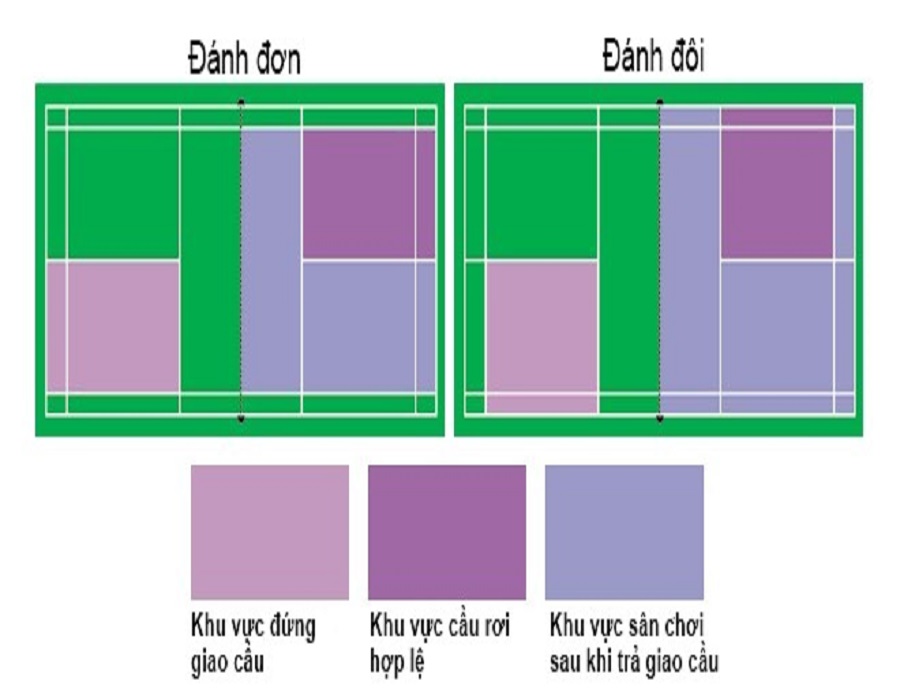 Đánh đơn
Đánh đôi
Khu vực đứng
giao cầu
Khu vực cầu rơi
hợp lệ
Khu vực sân chơi
sau khi trả giao cầu